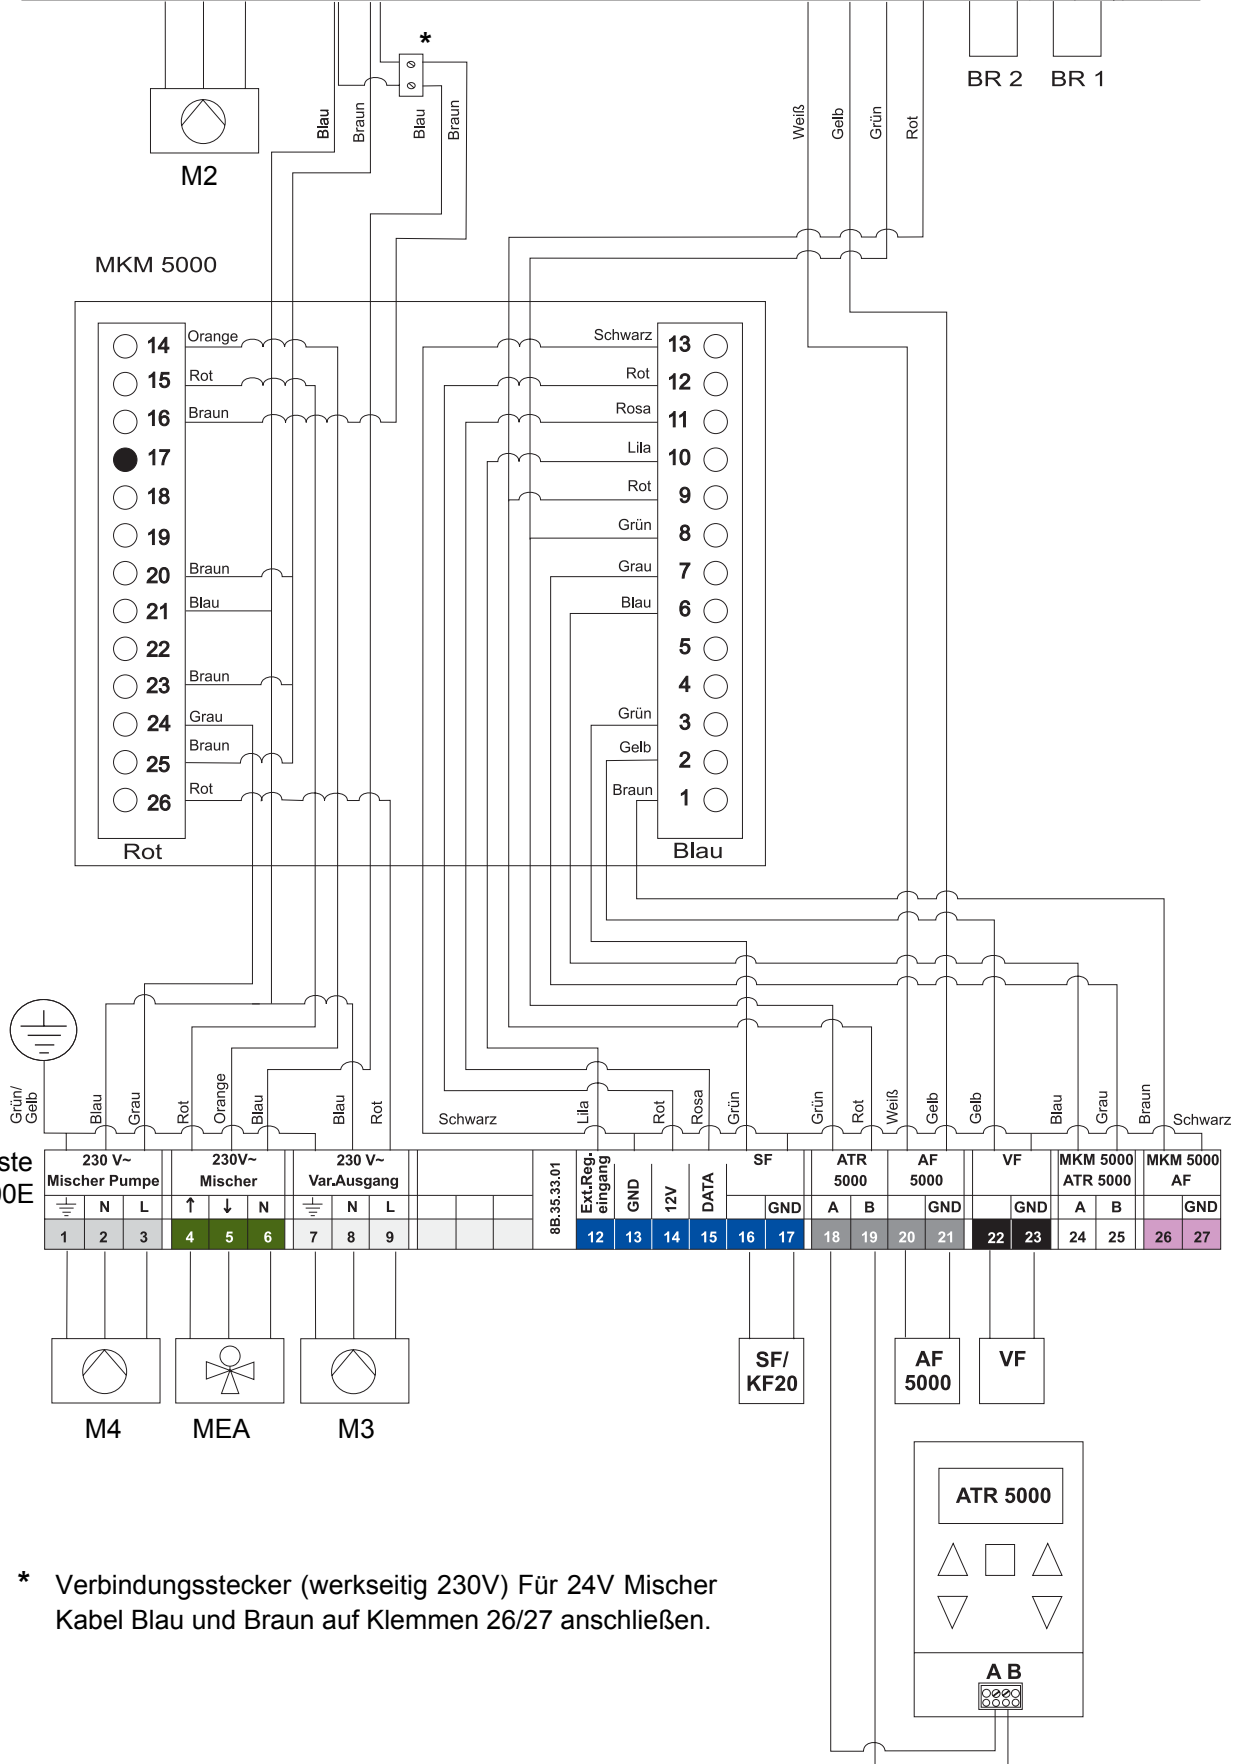 *
BR 2 BR 1
Blau
Braun
Blau
Braun
Weiß
Gelb
Grün
Rot
M2
MKM 5000
14 Orange
15 Rot
16 Braun
17
18
19
20 Braun
21 Blau
22
23 Braun
24 Grau
25 Braun
26 Rot
Rot
Schwarz 13
Rot 12
Rosa 11
Lila 10
Rot 9
Grün 8
Grau 7
Blau 6
5
4
Grün 3
Gelb 2
Braun 1
Blau
Grün/
Gelb
Blau
Grau
Rot
Orange
Blau
Blau
Rot
Schwarz
Lila
Rot
Rosa
Grün
Grün
Rot
Weiß
Gelb
Gelb
Blau
Grau
Braun
Schwarz
ste
0E
230 V~
Mischer Pumpe
N L
1 2 3
230V~
Mischer
↑ ↓ N
4 5 6
230 V~
Var.Ausgang
N L
7 8 9
8B.35.33.01
Ext.Reg.
eingang
GND
12V
DATA
SF
GND
12 13 14 15 16 17
ATR
5000
A B
18 19
AF
5000
GND
20 21
VF
GND
22 23
MKM 5000
ATR 5000
A B
24 25
MKM 5000
AF
GND
26 27
M4
MEA
M3
SF/
KF20
AF
5000
VF
ATR 5000
A B
* Verbindungsstecker (werkseitig 230V) Für 24V Mischer
Kabel Blau und Braun auf Klemmen 26/27 anschließen.